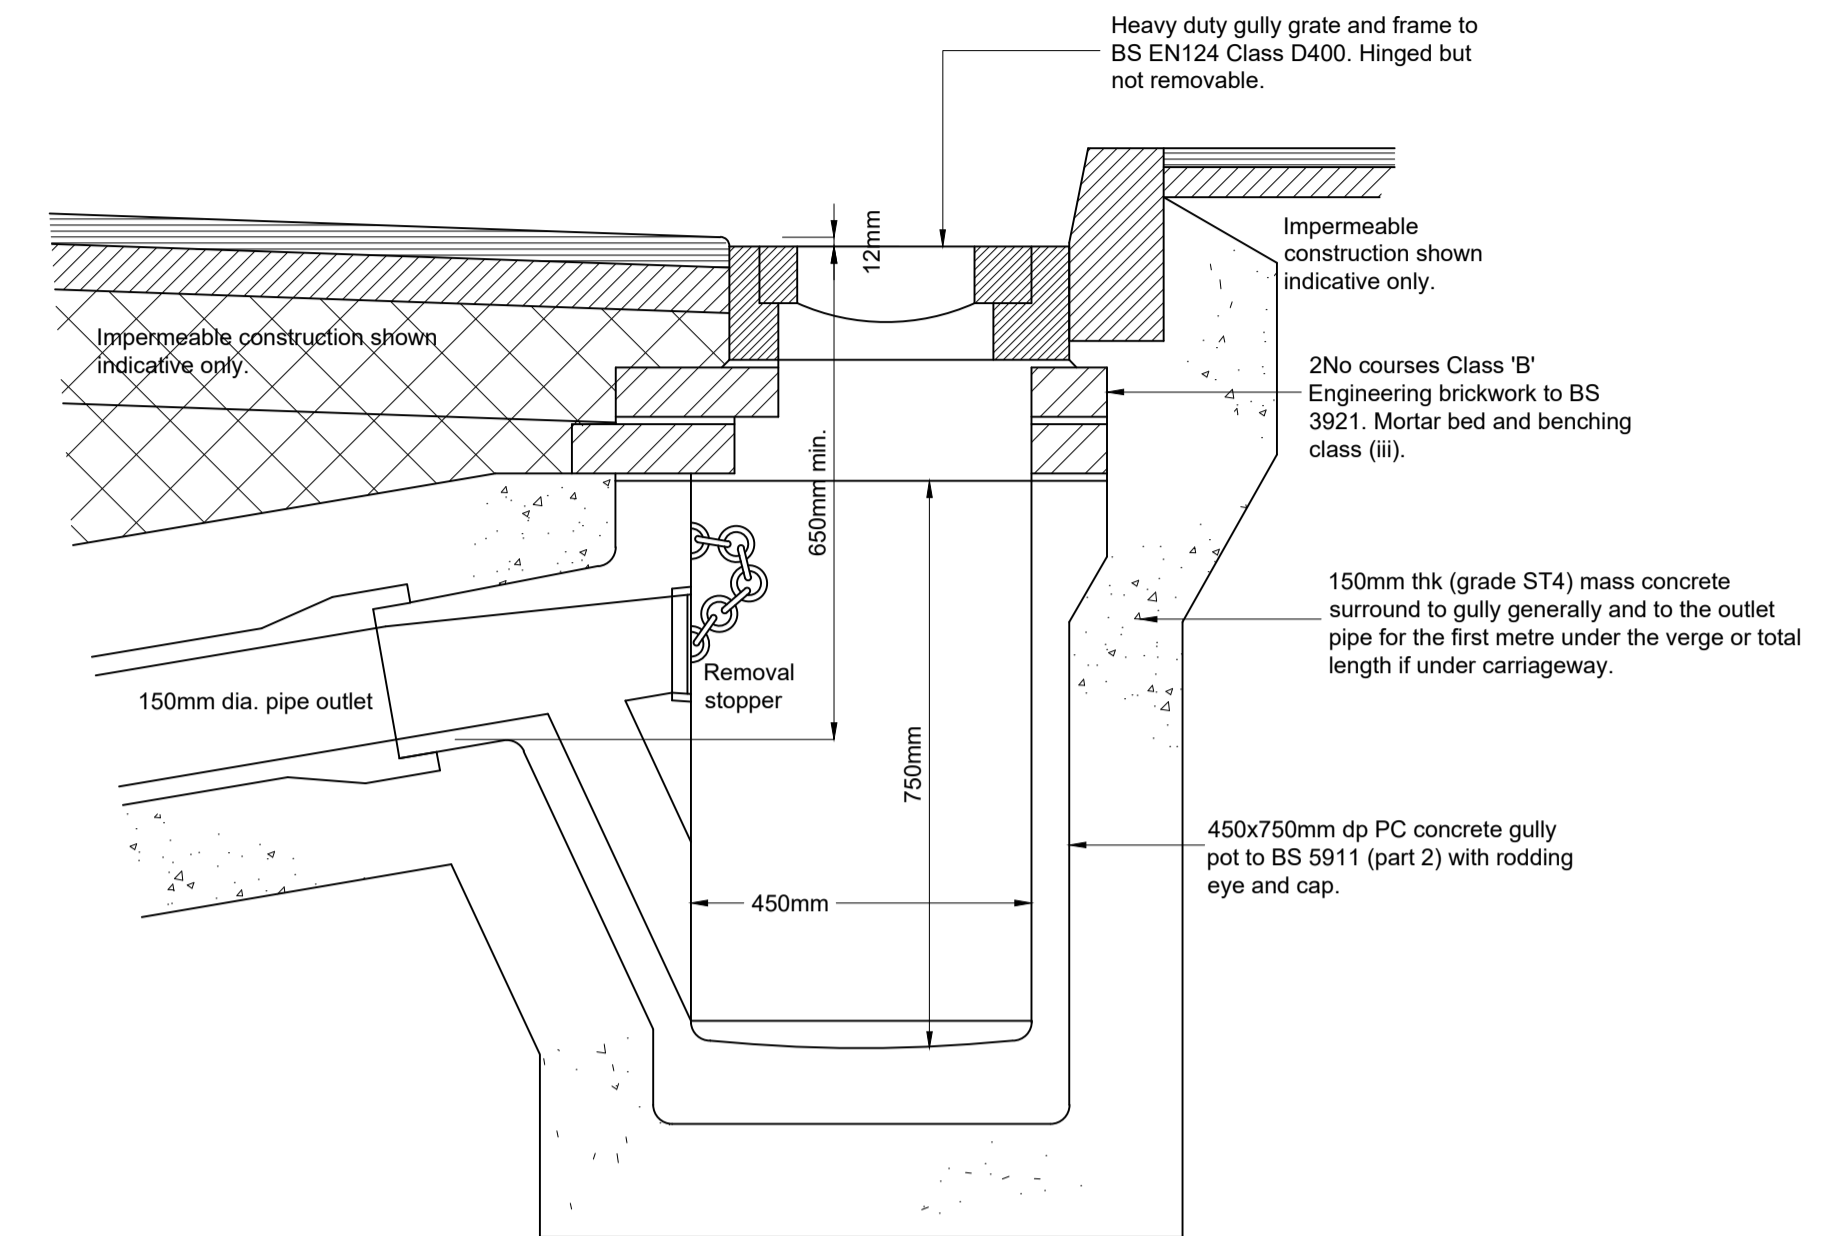 Heavy duty gully grate and frame to
BS EN124 Class D400. Hinged but
not removable.
12mm
Impermeable
construction shown
indicative only.
Impermeable construction shown
indicative only.
2No courses Class 'B'
Engineering brickwork to BS
3921. Mortar bed and benching
class (iii).
650mm min.
150mm thk (grade ST4) mass concrete
surround to gully generally and to the outlet
pipe for the first metre under the verge or total
length if under carriageway.
Removal
stopper
150mm dia. pipe outlet
750mm
450x750mm dp PC concrete gully
pot to BS 5911 (part 2) with rodding
eye and cap.
450mm